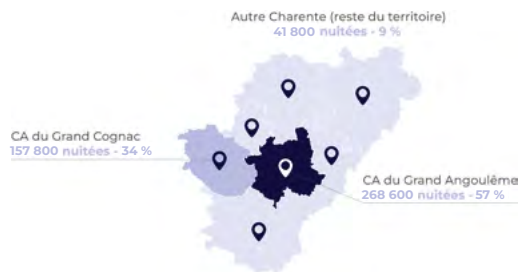 Autre Charente (reste du territoire)
41 800 nuitées - 9 %
CA du Grand Cognac
157 800 nuitées - 34 %
CA du Grand Angoulême
268 600 nuitées - 57 %